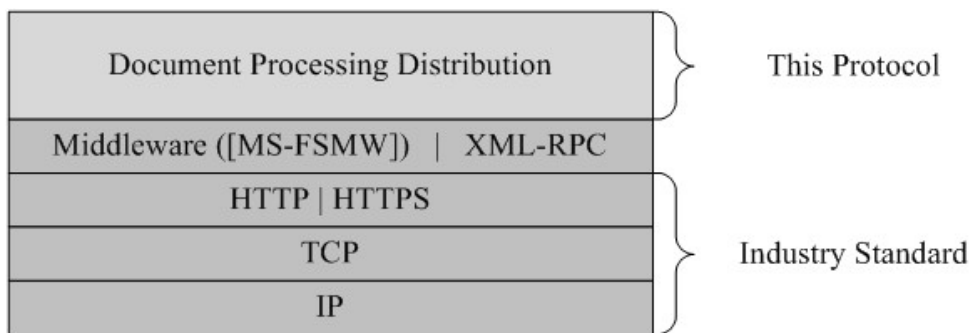 Document Processing Distribution
This Protocol
Middleware ([MS-FSMW]) | XML-RPC
HTTP | HTTPS
TCP
Industry Standard
IP